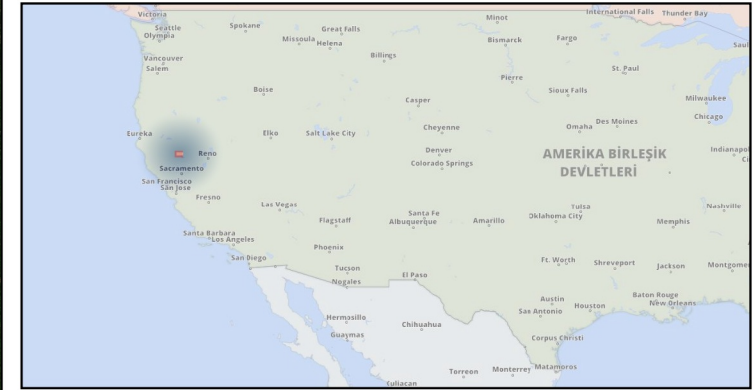 Victoria
International Falls
Thunder Bay
Minot
Seattle
Spokane
Great Falls
Olympia
Missoula
Helena
Bismarck
Fargo
Saul
Billings
Vancouver
Salem
St. Paul
Pierre
Boise
Sioux Falls
Casper
Milwaukee
Chicago
Eureka
Elko
Salt Lake City
Cheyenne
Omaha
Des Moines
Reno
Denver
AMERİKA BİRLEŞİK
DEVLETLERİ
Indianapol
Ci
Colorado Springs
Sacramento
San Francisco
San Jose
Fresno
Las Vegas
Tulsa
Nashville
Santa Fe
Flagstaff
Albuquerque
Amarillo
Oklahoma City
Memphis
Santa Barbara
Los Angeles
Phoenix
San Diego
Ft. Worth
Shreveport
Jackson
Montgome
Tucson
El Paso
Nogales
Baton Rouge
Austin
New Orleans
Houston
San Antonio
Hermosillo
Chihuahua
Guaymas
Corpus Christi
Torreon
Monterrey
Matamoros
Culiacan